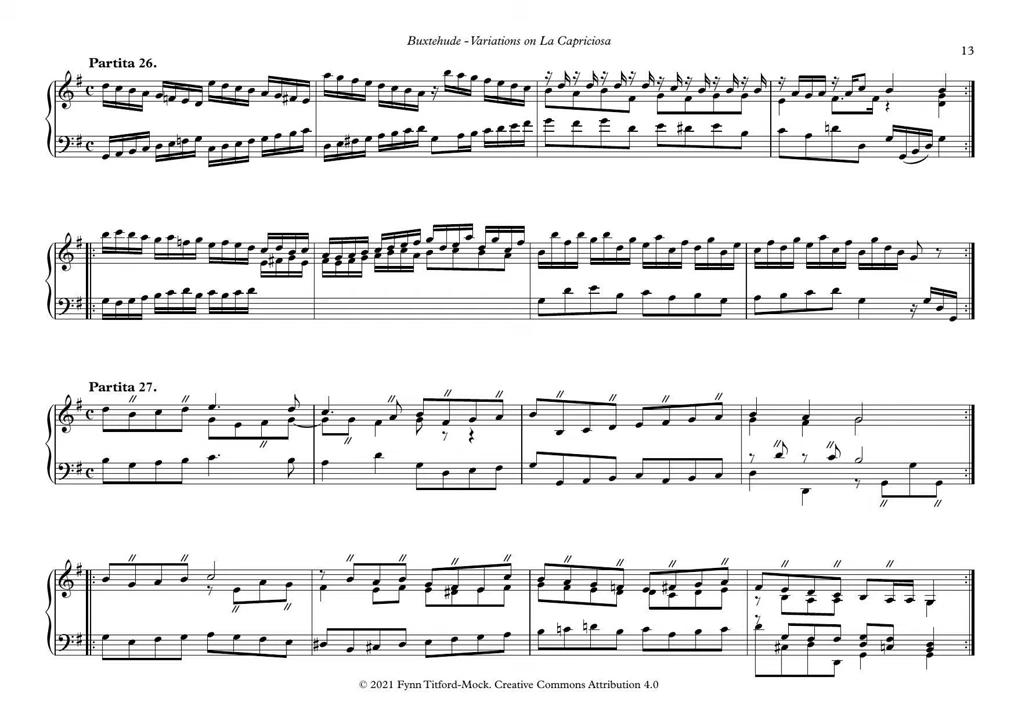 Buxtehude - Variations on La Capriciosa
13
Partita 26.
Partita 27.
© 2021 Fynn Titford-Mock. Creative Commons Attribution 4.0